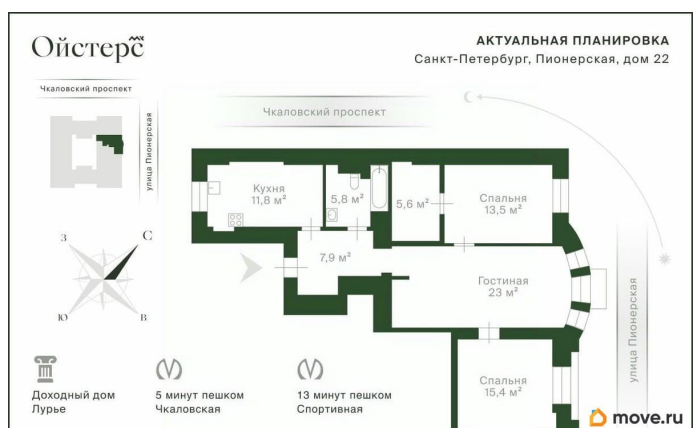 Ойстерс
АКТУАЛЬНАЯ ПЛАНИРОВКА
Санкт-Петербург, Пионерская, дом 22
Чкаловский проспект
улица Пионерская
Чкаловский проспект
Кухня
11,8 м²
5,8 м²
5,6 м²
Спальня
13,5 м²
7,9 м²
Гостиная
23 м²
улица Пионерская
Спальня
15,4 м²
З
С
Ю
В
Доходный дом
Лурье
5 минут пешком
Чкаловская
13 минут пешком
Спортивная
move.ru